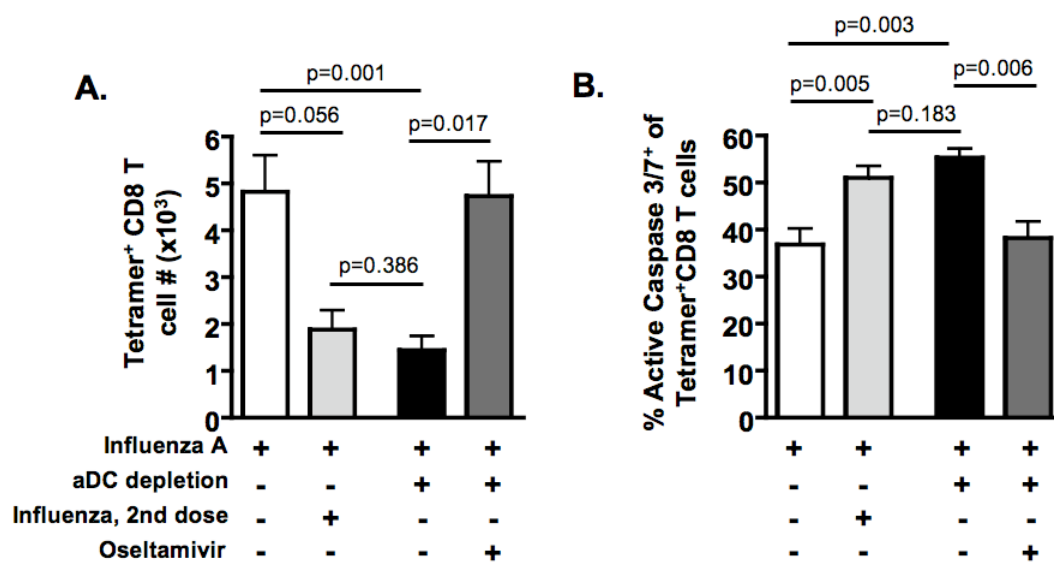 A.
p=0.001
p=0.056
p=0.017
p=0.386
Tetramer⁺ CD8 T
cell # (x10³)
6
5
4
3
2
1
0
B.
p=0.003
p=0.005
p=0.006
p=0.183
% Active Caspase 3/7⁺ of
Tetramer⁺CD8 T cells
60
50
40
30
20
10
0
Influenza A + + + + + + + +
aDC depletion - - + + - - + +
Influenza, 2nd dose - + - - - + - -
Oseltamivir - - - + - - - +